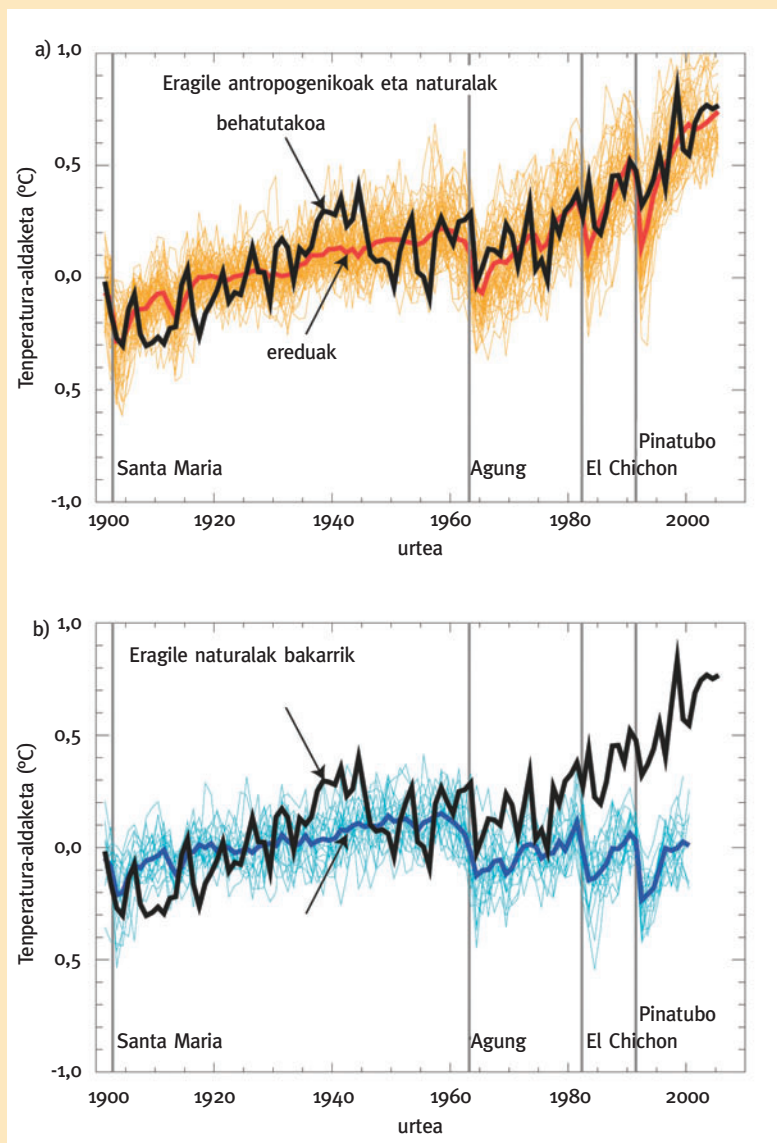 a)
1,0
Eragile antropogenikoak eta naturalak
behatutakoa
0,5
Tenperatura-aldaketa (ºC)
0,0
ereduak
0,5
Pinatubo
Santa Maria Agung El Chichon
-1,0
1900 1920 1940 1960 1980 2000
urtea
b)
1,0
Eragile naturalak bakarrik
0,5
Tenperatura-aldaketa (ºC)
0,0
0,5
Pinatubo
Santa Maria Agung El Chichon
-1,0
1900 1920 1940 1960 1980 2000
urtea